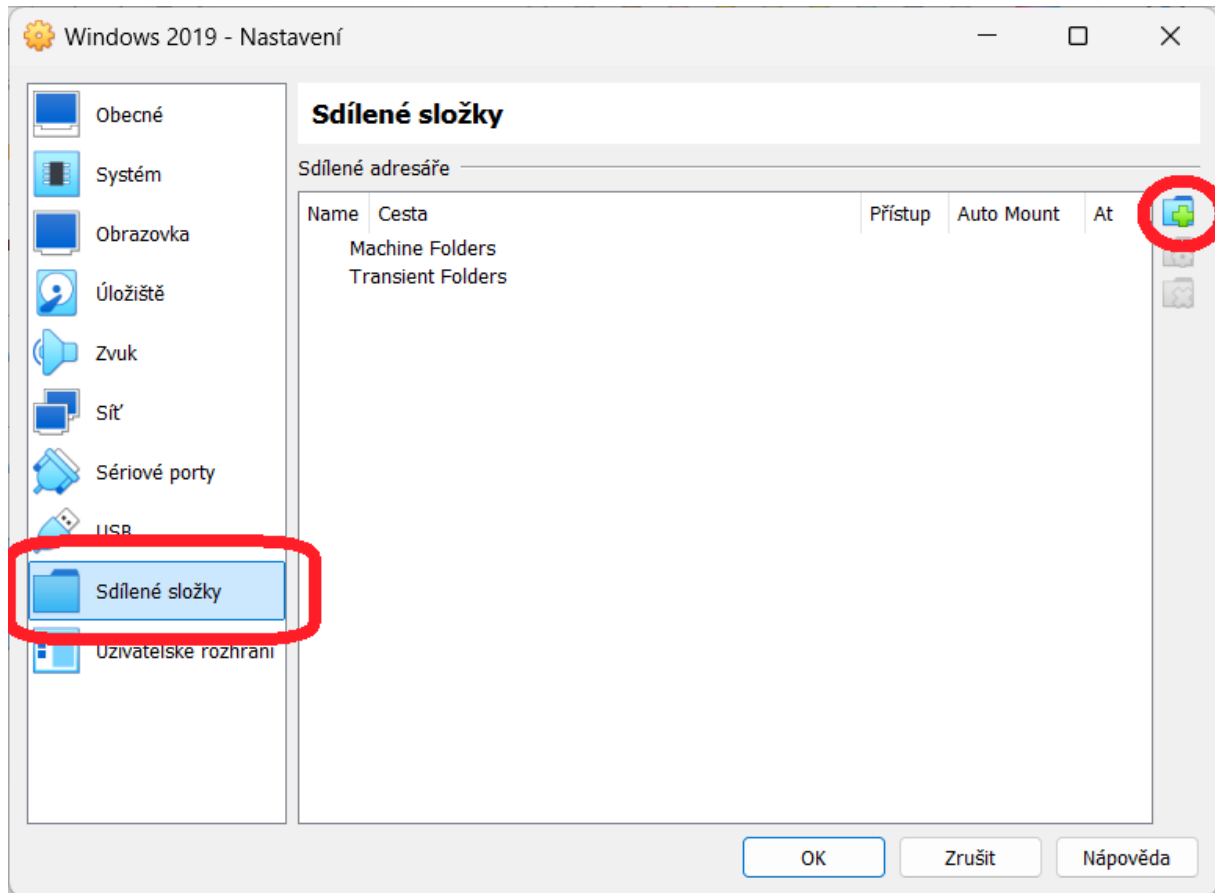 Windows 2019 - Nastavení
Obecné
Systém
Obrazovka
Úložiště
Zvuk
Síť
Sériové porty
USB
Sdílené složky
Uživatelské rozhraní
Sdílené složky
Sdílené adresáře
Name Cesta Přístup Auto Mount At
Machine Folders
Transient Folders
OK Zrušit Nápověda